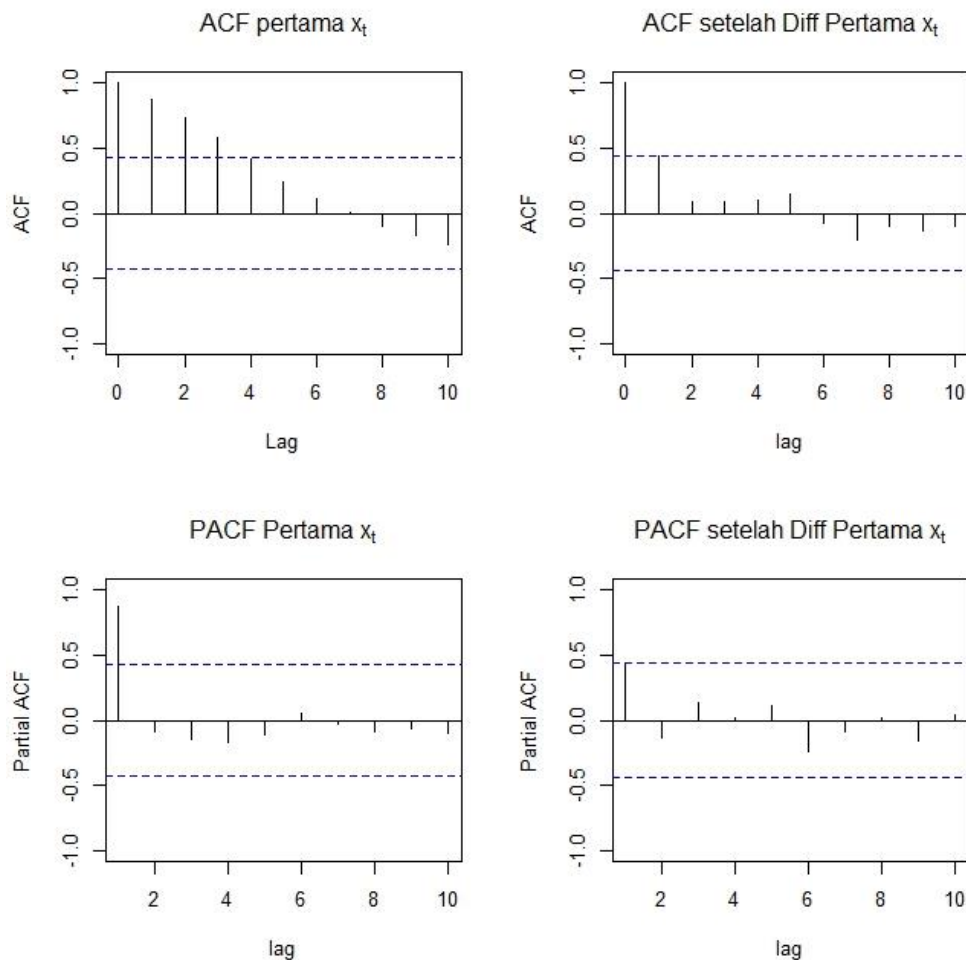 ACF pertama xt
1.0
0.5
0.0
-0.5
-1.0
ACF
0 2 4 6 8 10
Lag
ACF setelah Diff Pertama xt
1.0
0.5
0.0
-0.5
-1.0
ACF
0 2 4 6 8 10
lag
PACF Pertama xt
1.0
0.5
0.0
-0.5
-1.0
Partial ACF
2 4 6 8 10
lag
PACF setelah Diff Pertama xt
1.0
0.5
0.0
-0.5
-1.0
Partial ACF
2 4 6 8 10
lag